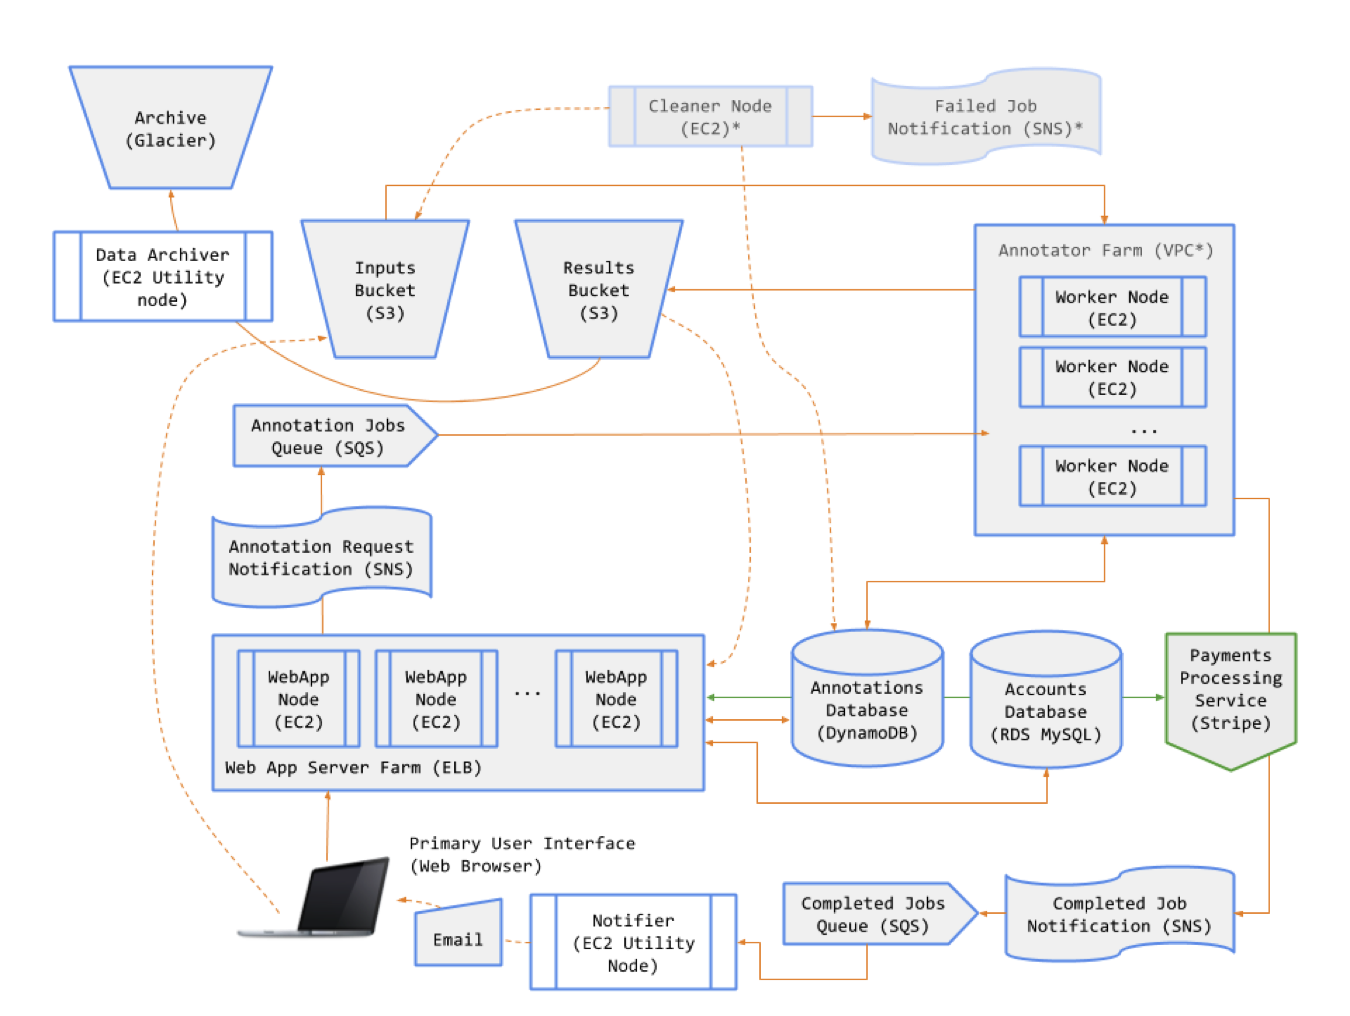 Archive
(Glacier)
Cleaner Node
(EC2)*
Failed Job
Notification (SNS)*
Data Archiver
(EC2 Utility
node)
Inputs
Bucket
(S3)
Results
Bucket
(S3)
Annotator Farm (VPC*)
Worker Node
(EC2)
Worker Node
(EC2)
...
Worker Node
(EC2)
Annotation Jobs
Queue (SQS)
Annotation Request
Notification (SNS)
WebApp
Node
(EC2)
WebApp
Node
(EC2)
...
WebApp
Node
(EC2)
Web App Server Farm (ELB)
Annotations
Database
(DynamoDB)
Accounts
Database
(RDS MySQL)
Payments
Processing
Service
(Stripe)
Primary User Interface
(Web Browser)
Email
Notifier
(EC2 Utility
Node)
Completed Jobs
Queue (SQS)
Completed Job
Notification (SNS)